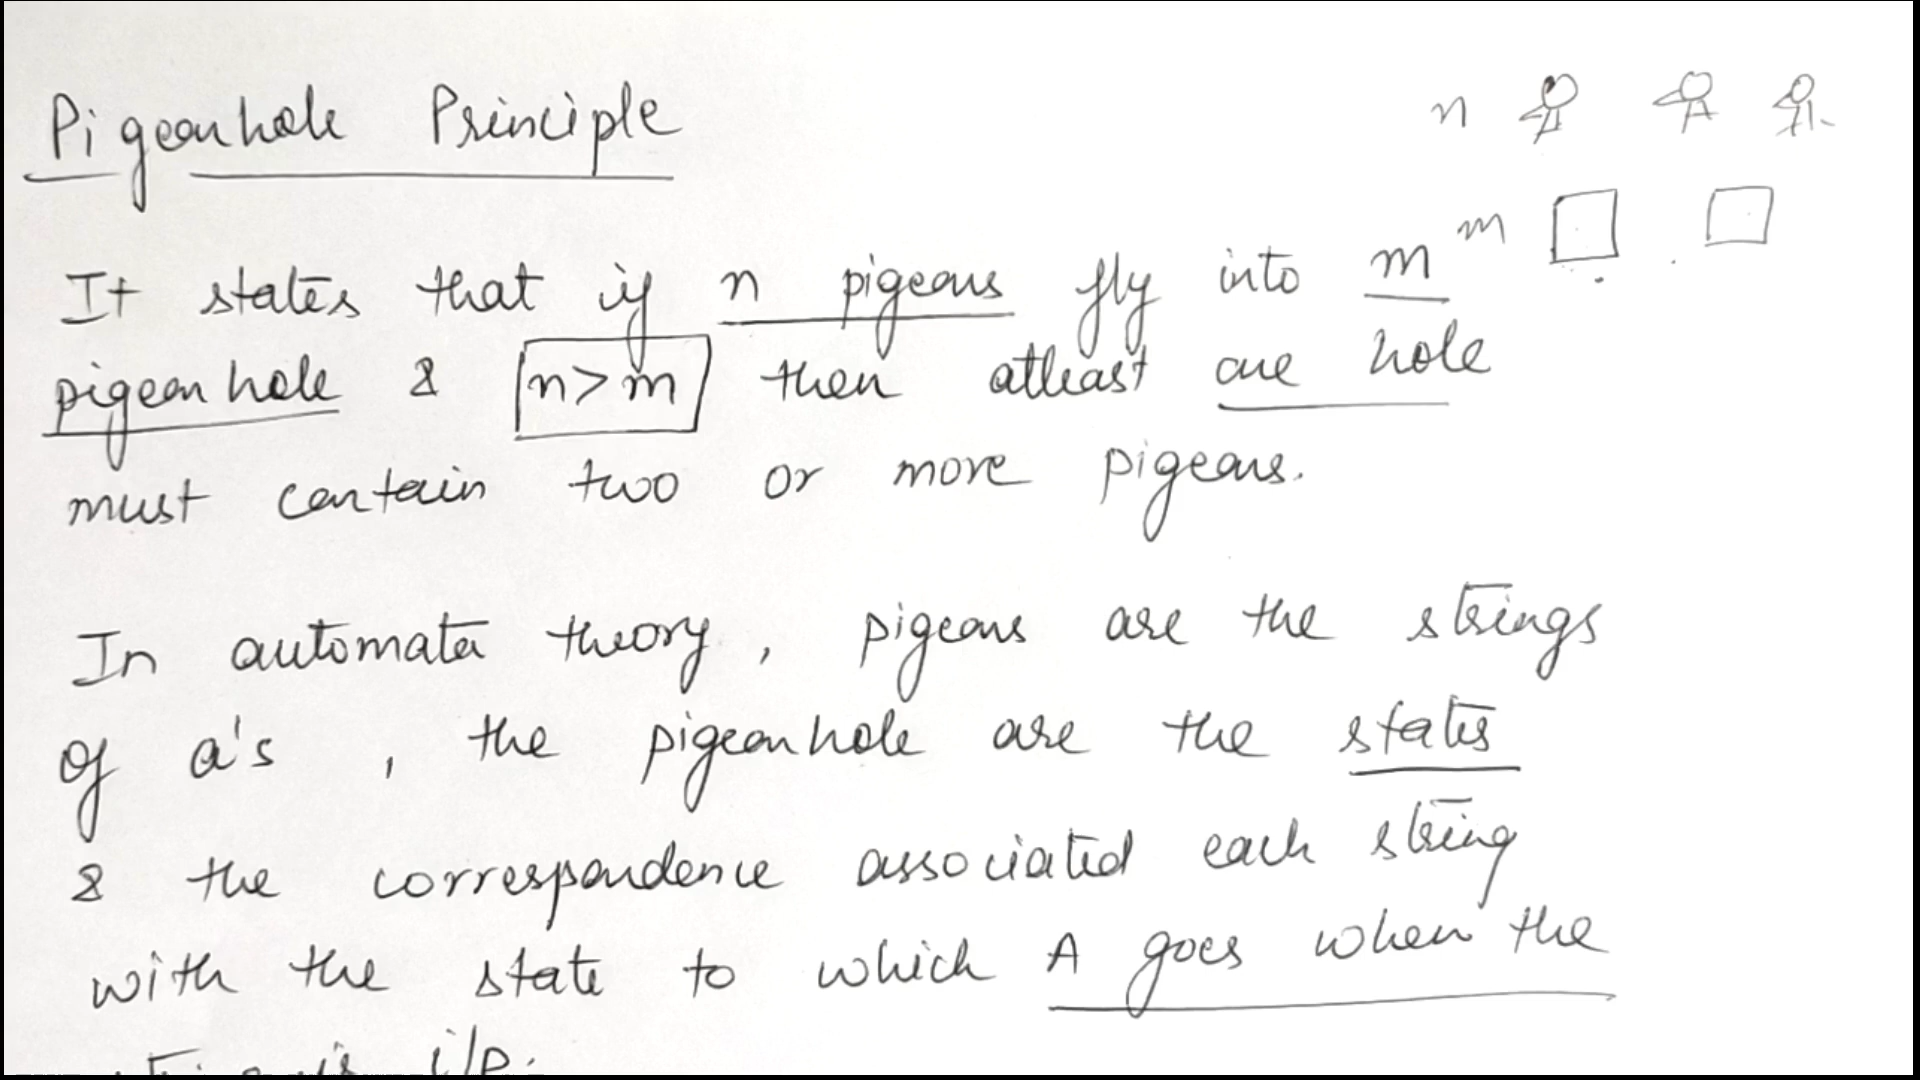 Pigeonhole Principle
n
m
It states that if n pigeons fly into m
pigeon hole & n>m then atleast one hole
must contain two or more pigeons.
In automata theory, pigeons are the strings
of a's, the pigeonhole are the states
& the correspondence associated each string
with the state to which A goes when the
i/p.